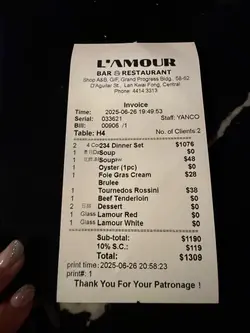 L'AMOUR
BAR & RESTAURANT
Shop A&B, G/F, Grand Progress Bldg., 58-62
D'Aguilar St., Lan Kwai Fong, Central
Phone: 4414 3313
Invoice
Time: 2025-06-26 19:49:53
Serial: 033621 Staff: YANCO
Bill: 00906 /1
Table: H4 No. of Clients:2
2 4 Co 234 Dinner Set $1076
1 Soup $0
1 Soup $48
1 Oyster (1pc) $0
1 Foie Gras Cream $28
Brulee
1 Tournedos Rossini $38
1 Beef Tenderloin $0
2 Dessert $0
1 Glass Lamour Red $0
1 Glass Lamour White $0
Sub-total: $1190
10% S.C.: $119
Total: $1309
print time: 2025-06-26 20:58:23
print#: 1
Thank You For Your Patronage !